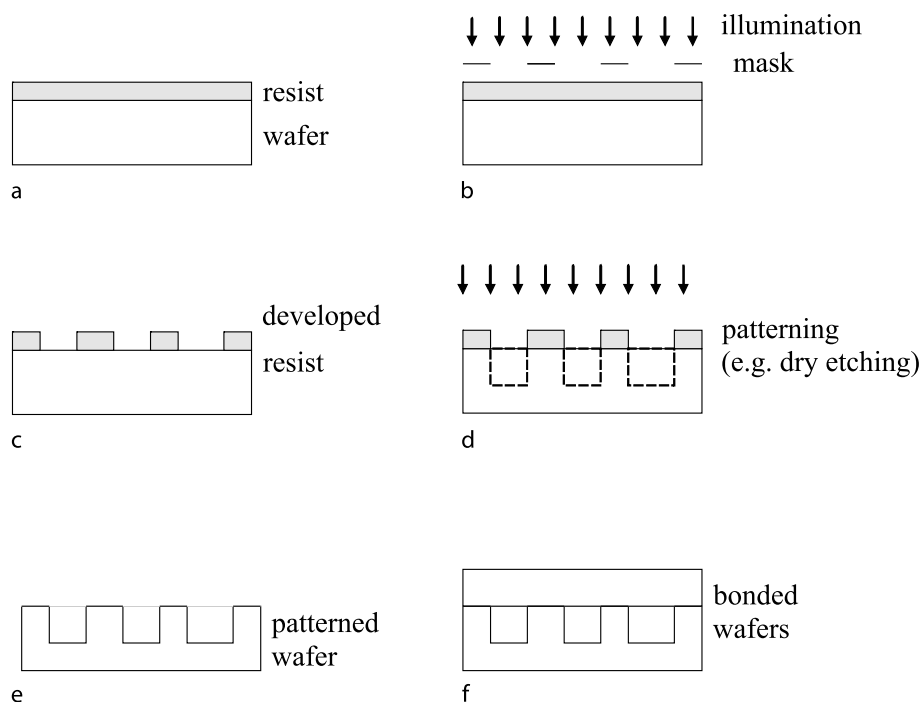 resist
wafer
a
illumination
mask
b
developed
resist
c
patterning
(e.g. dry etching)
d
patterned
wafer
e
bonded
wafers
f